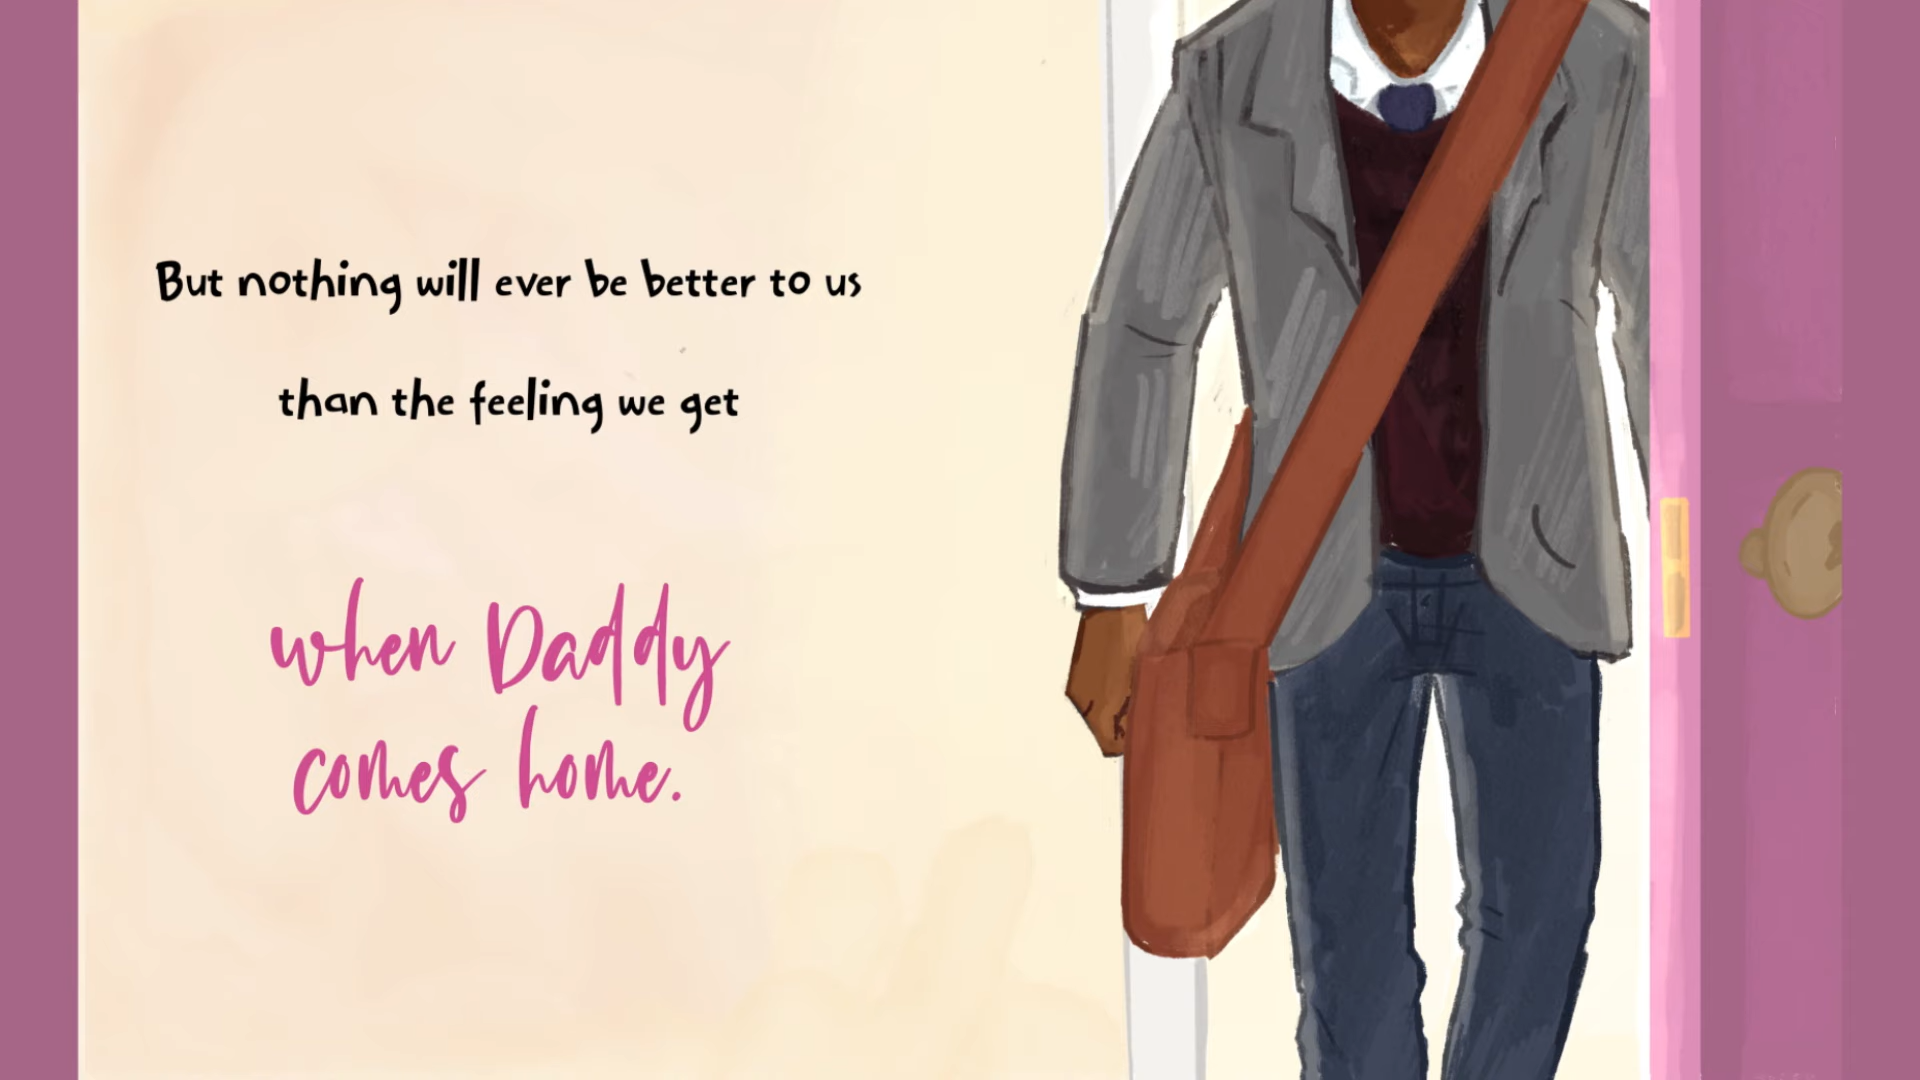 But nothing will ever be better to us
than the feeling we get
when Daddy
comes home.